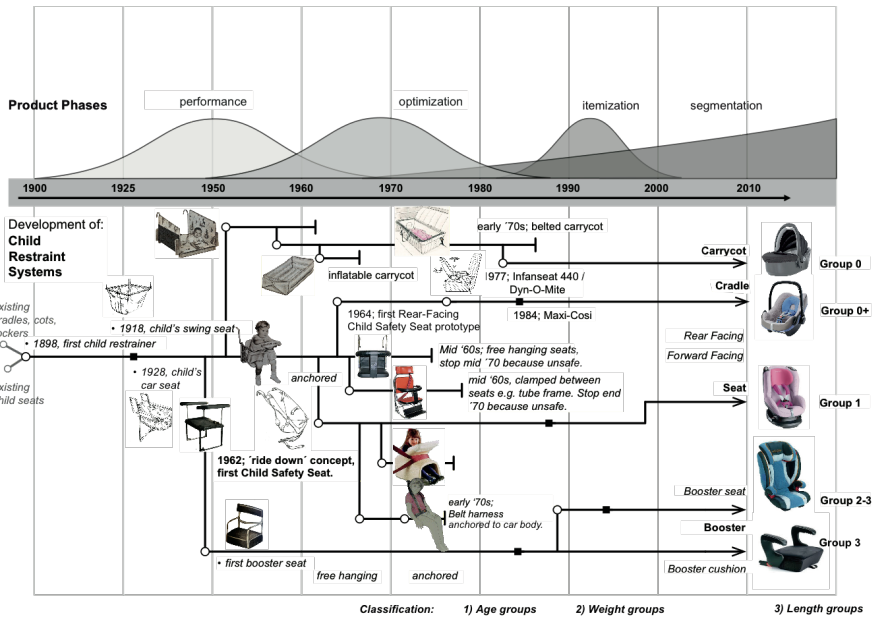 Product Phases
performance
optimization
itemization
segmentation
1900 1925 1950 1960 1970 1980 1990 2000 2010
Development of:
Child
Restraint
Systems
early ´70s; belted carrycot
inflatable carrycot
Carrycot
Group 0
1977; Infanseat 440 /
Dyn-O-Mite
Cradle
Group 0+
1984; Maxi-Cosi
1964; first Rear-Facing
Child Safety Seat prototype
• 1918, child's swing seat
• 1898, first child restrainer
Rear Facing
Forward Facing
Mid ‘60s; free hanging seats,
stop mid ’70 because unsafe.
• 1928, child's
car seat
anchored
mid ‘60s, clamped between
seats e.g. tube frame. Stop end
´70 because unsafe.
Seat
Group 1
1962; ´ride down´ concept,
first Child Safety Seat.
early ’70s;
Belt harness
anchored to car body.
Booster seat
Group 2-3
Booster
Group 3
• first booster seat
Booster cushion
free hanging
anchored
Classification: 1) Age groups 2) Weight groups 3) Length groups